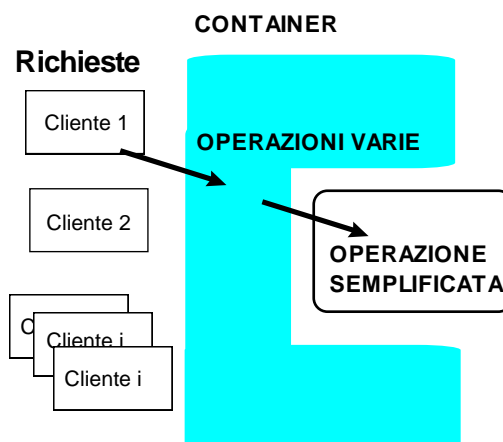 CONTAINER
Richieste
Cliente 1
OPERAZIONI VARIE
Cliente 2
OPERAZIONE
SEMPLIFICATA
Cliente i
Cliente i